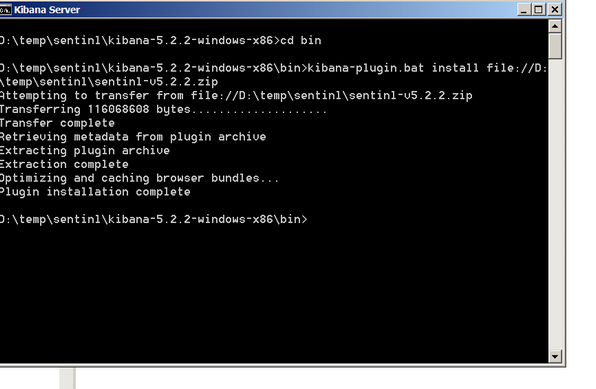 Kibana Server
D:\temp\sentinl\kibana-5.2.2-windows-x86>cd bin
D:\temp\sentinl\kibana-5.2.2-windows-x86\bin>kibana-plugin.bat install file://D:
\temp\sentinl\sentinl-v5.2.2.zip
Attempting to transfer from file://D:\temp\sentinl\sentinl-v5.2.2.zip
Transferring 116068608 bytes....................
Transfer complete
Retrieving metadata from plugin archive
Extracting plugin archive
Extraction complete
Optimizing and caching browser bundles...
Plugin installation complete
D:\temp\sentinl\kibana-5.2.2-windows-x86\bin>